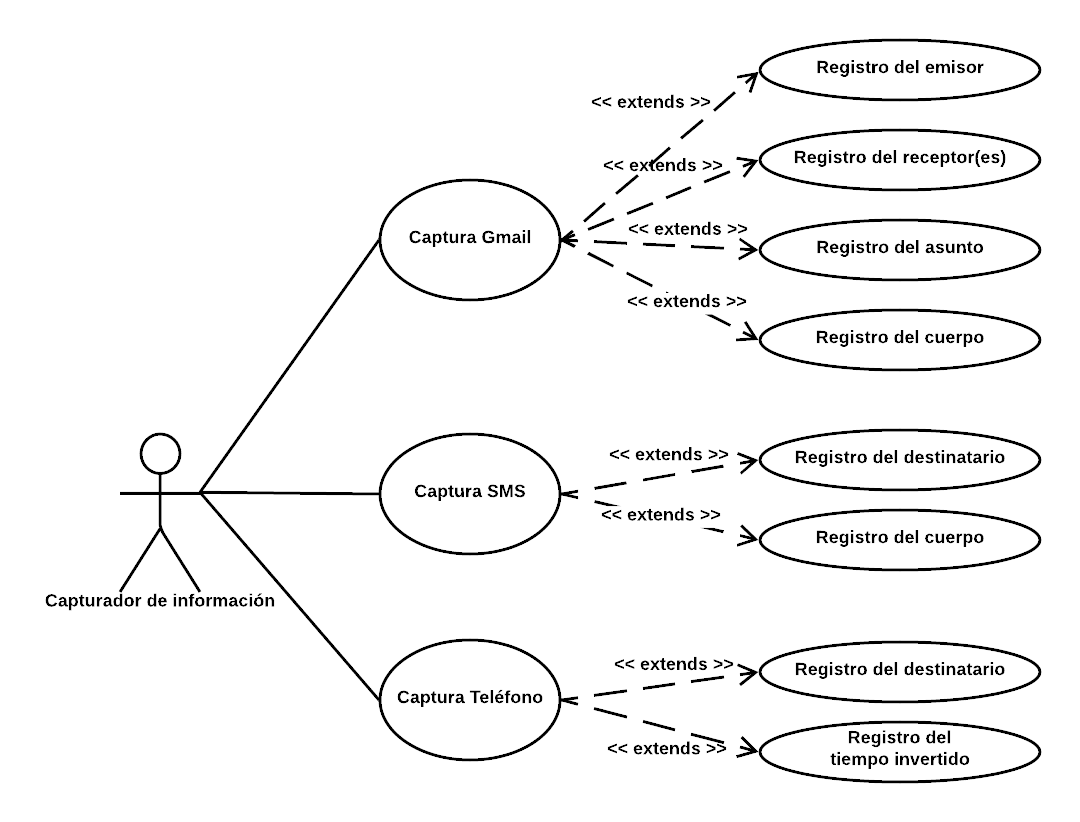 Registro del emisor
<< extends >>
Registro del receptor(es)
<< extends >>
Registro del asunto
<< extends >>
Captura Gmail
<< extends >>
Registro del cuerpo
<< extends >>
Registro del destinatario
Captura SMS
<< extends >>
Registro del cuerpo
Capturador de información
<< extends >>
Registro del destinatario
Captura Teléfono
<< extends >>
Registro del
tiempo invertido